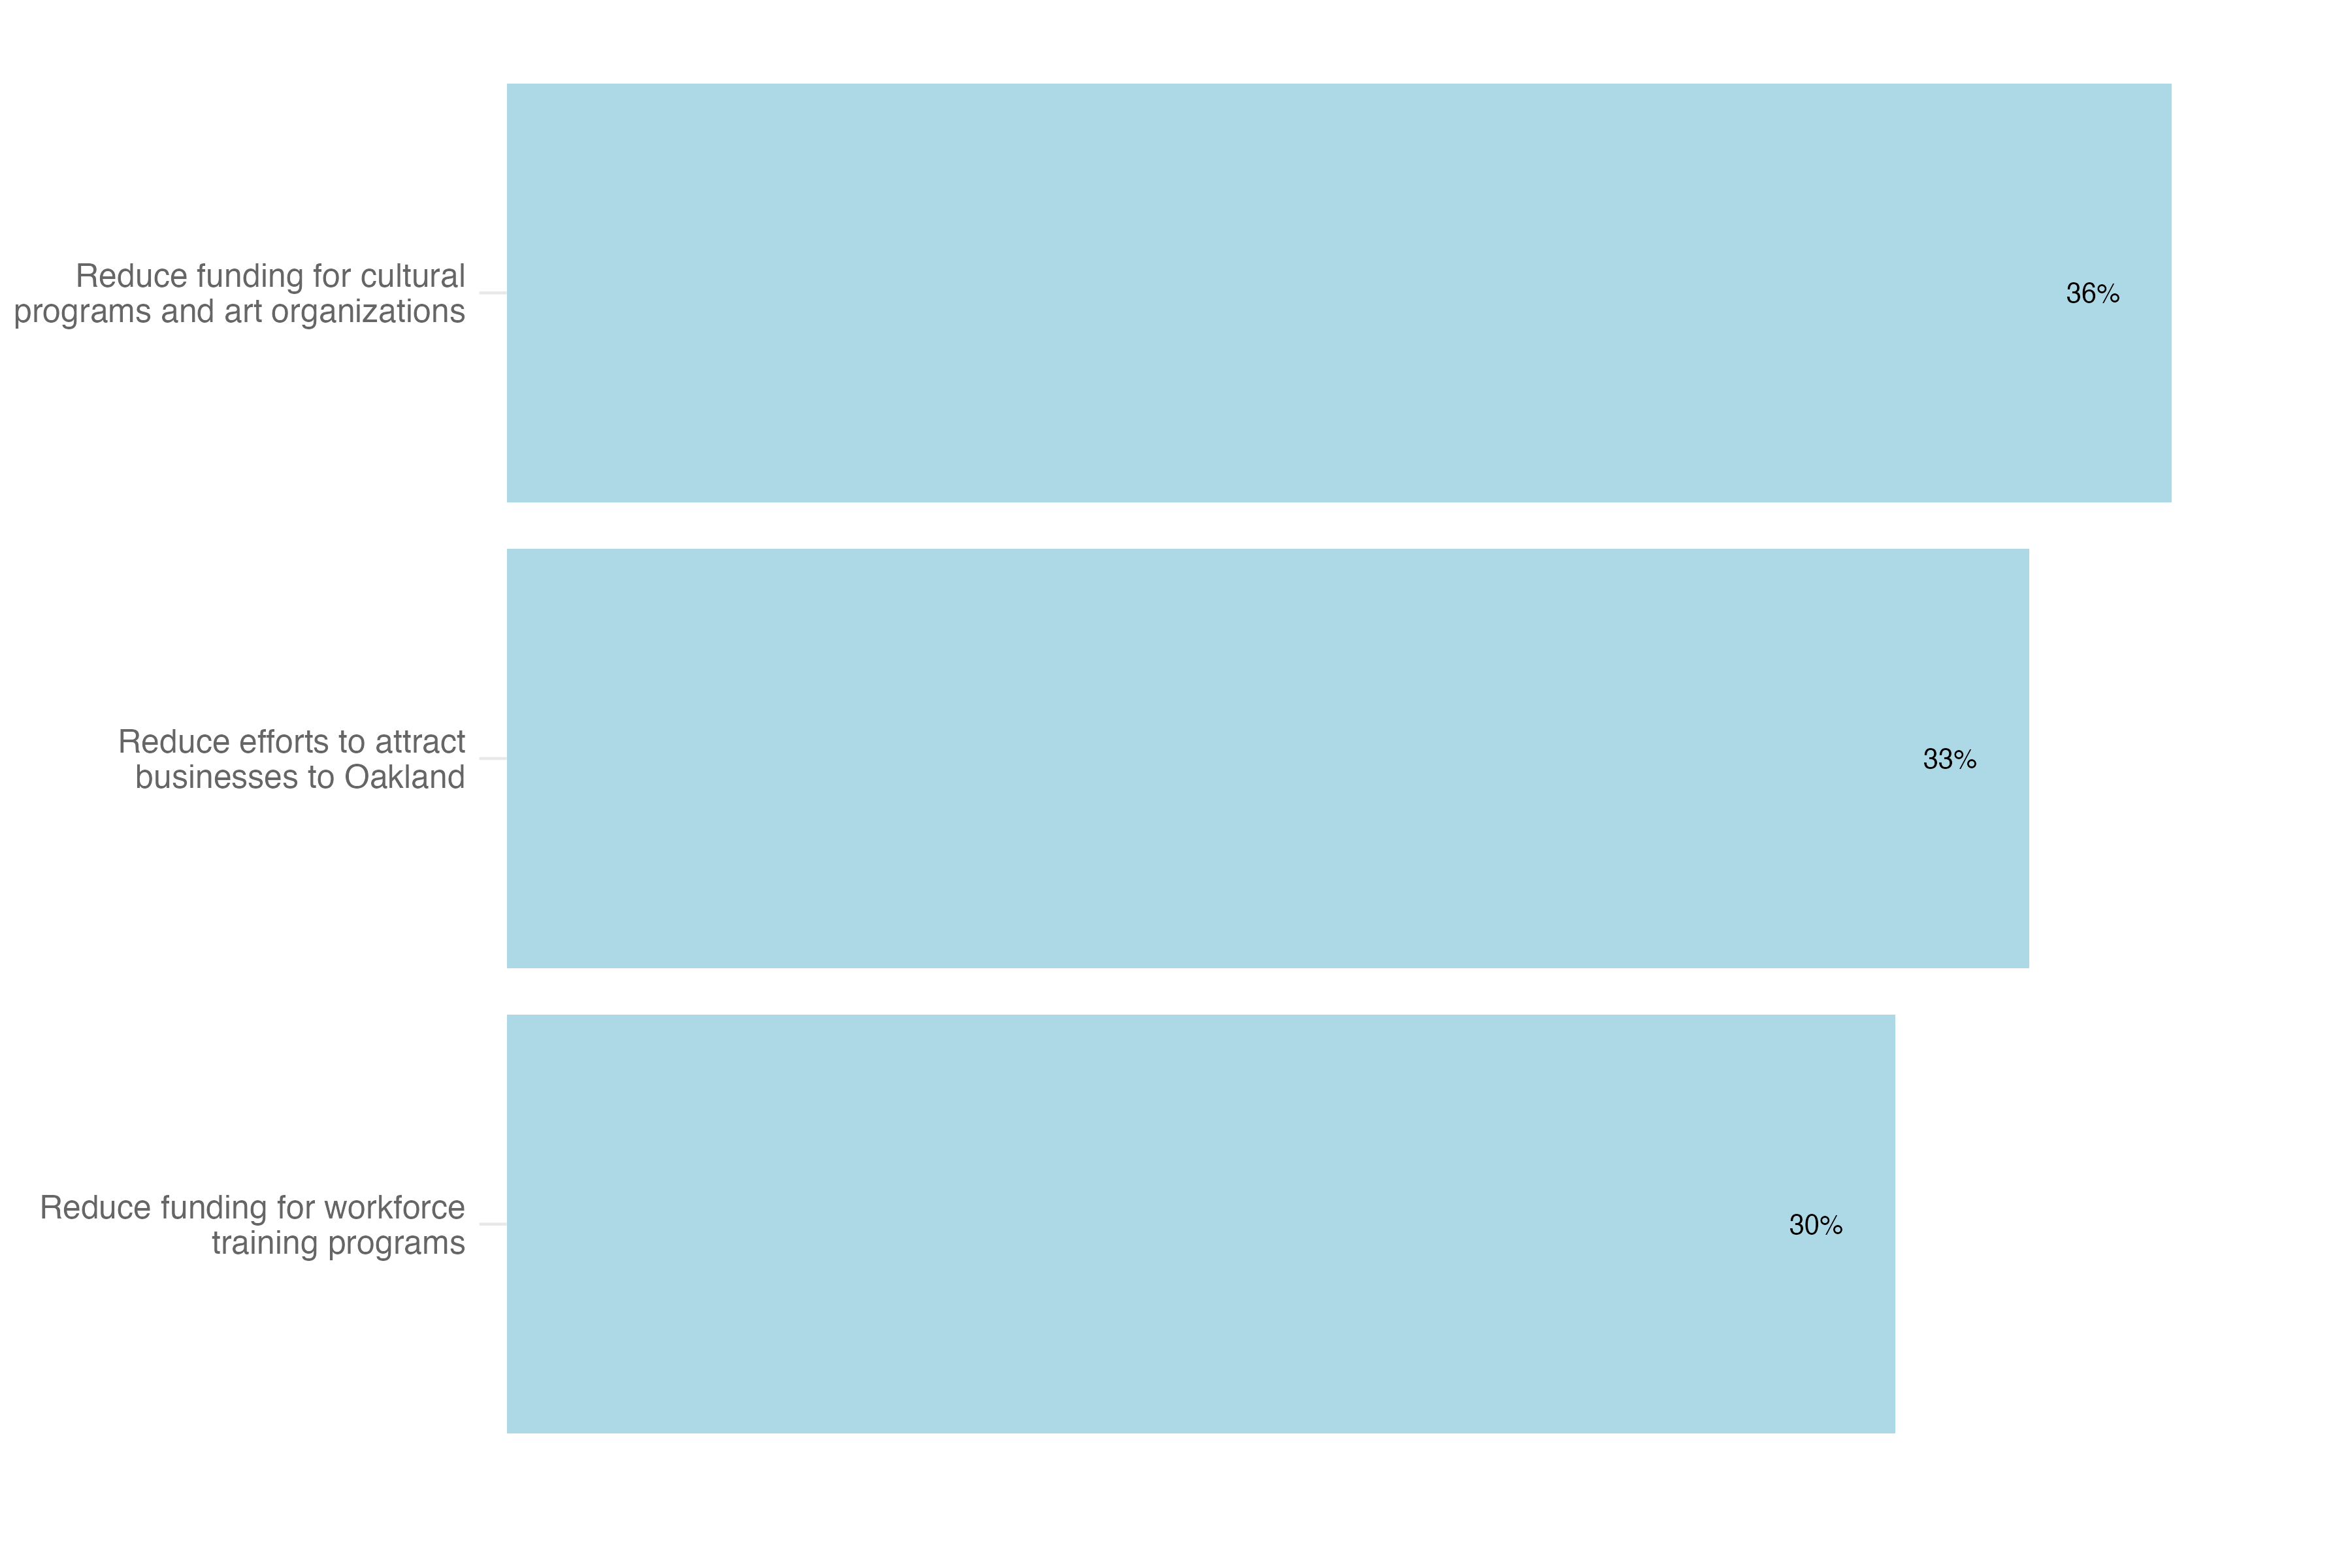 Reduce funding for cultural
programs and art organizations
36%
Reduce efforts to attract
businesses to Oakland
33%
Reduce funding for workforce
training programs
30%